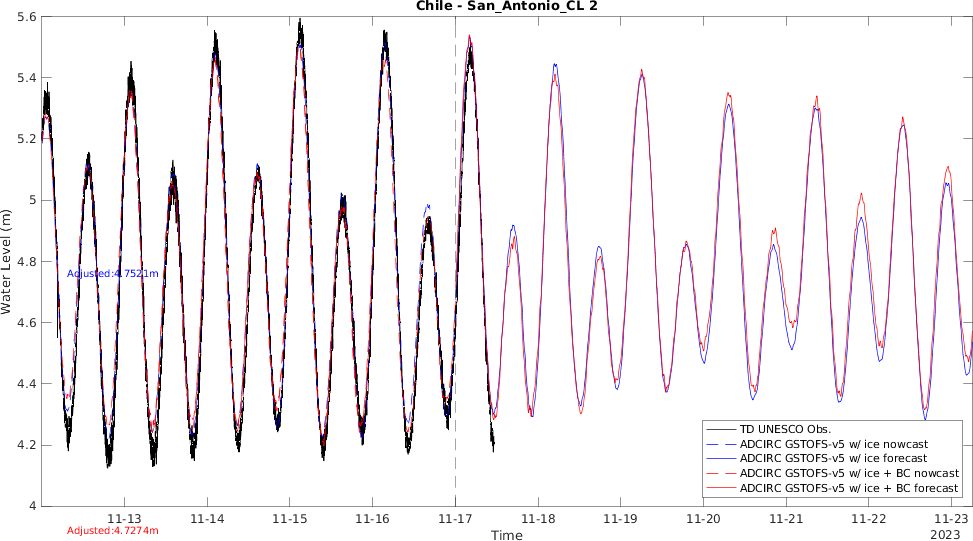 Chile - San_Antonio_CL 2
5.6
5.4
5.2
5
4.8
4.6
4.4
4.2
4
Water Level (m)
Adjusted:4.7521m
TD UNESCO Obs.
ADCIRC GSTOFS-v5 w/ ice nowcast
ADCIRC GSTOFS-v5 w/ ice forecast
ADCIRC GSTOFS-v5 w/ ice + BC nowcast
ADCIRC GSTOFS-v5 w/ ice + BC forecast
11-13 11-14 11-15 11-16 11-17 11-18 11-19 11-20 11-21 11-22 11-23
Adjusted:4.7274m
Time
2023